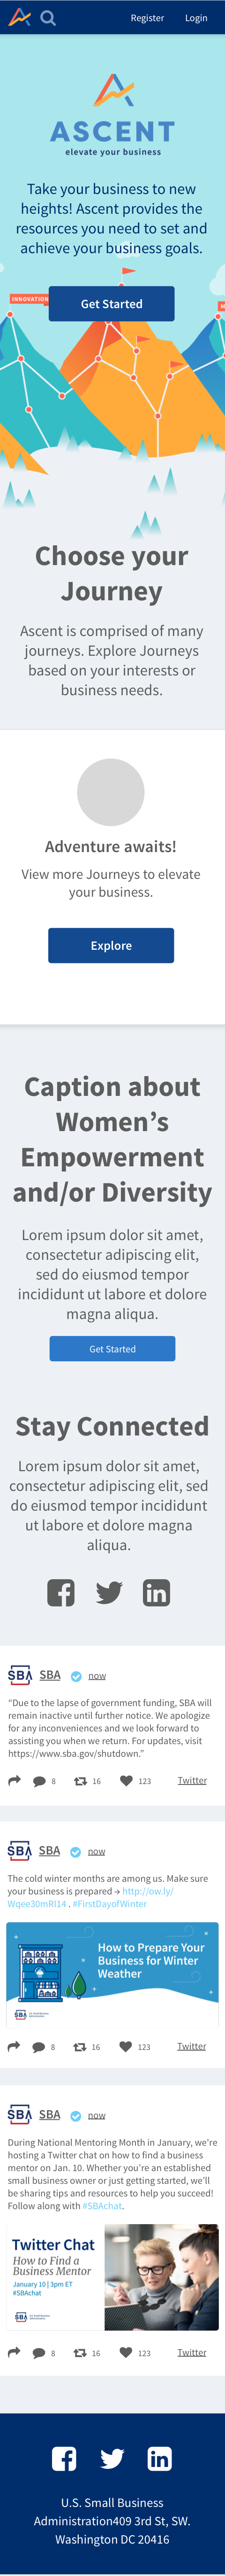 Register Login
ASCENT
elevate your business
Take your business to new
heights! Ascent provides the
resources you need to set and
achieve your business goals.
INNOVATION
Get Started
Choose your
Journey
Ascent is comprised of many
journeys. Explore Journeys
based on your interests or
business needs.
Adventure awaits!
View more Journeys to elevate
your business.
Explore
Caption about
Women’s
Empowerment
and/or Diversity
Lorem ipsum dolor sit amet,
consectetur adipiscing elit,
sed do eiusmod tempor
incididunt ut labore et dolore
magna aliqua.
Get Started
Stay Connected
Lorem ipsum dolor sit amet,
consectetur adipiscing elit, sed
do eiusmod tempor incididunt
ut labore et dolore magna
aliqua.
SBA SBA now
“Due to the lapse of government funding, SBA will
remain inactive until further notice. We apologize
for any inconveniences and we look forward to
assisting you when we return. For updates, visit
https://www.sba.gov/shutdown.”
8 16 123 Twitter
SBA SBA now
The cold winter months are among us. Make sure
your business is prepared → http://ow.ly/
Wqee30mRI14 . #FirstDayofWinter
How to Prepare Your
Business for Winter
Weather
SBA
8 16 123 Twitter
SBA SBA now
During National Mentoring Month in January, we're
hosting a Twitter chat on how to find a business
mentor on Jan. 10. Whether you're an established
small business owner or just getting started, we'll
be sharing tips and resources to help you succeed!
Follow along with #SBAchat.
Twitter Chat
How to Find a
Business Mentor
January 10 | 3pm ET
#SBAchat
SBA
8 16 123 Twitter
U.S. Small Business
Administration409 3rd St, SW.
Washington DC 20416